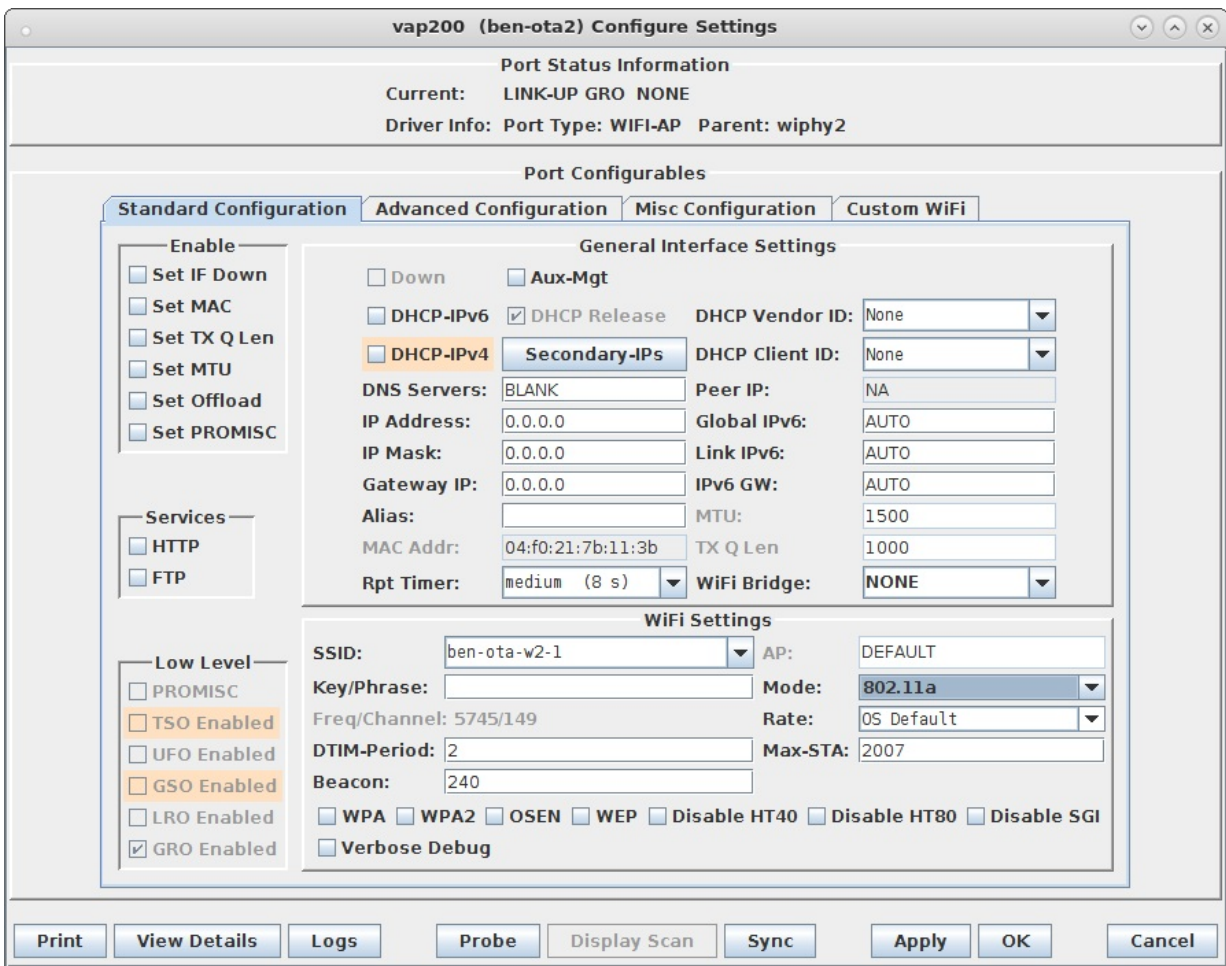 vap200  (ben-ota2) Configure Settings
Port Status Information
Current: LINK-UP GRO  NONE
Driver Info: Port Type: WIFI-AP  Parent: wiphy2
Port Configurables
Standard Configuration Advanced Configuration Misc Configuration Custom WiFi
Enable
Set IF Down
Set MAC
Set TX Q Len
Set MTU
Set Offload
Set PROMISC
Services
HTTP
FTP
Low Level
PROMISC
TSO Enabled
UFO Enabled
GSO Enabled
LRO Enabled
GRO Enabled
General Interface Settings
Down Aux-Mgt
DHCP-IPv6 DHCP Release DHCP Vendor ID: None
DHCP-IPv4 Secondary-IPs DHCP Client ID: None
DNS Servers: BLANK Peer IP: NA
IP Address: 0.0.0.0 Global IPv6: AUTO
IP Mask: 0.0.0.0 Link IPv6: AUTO
Gateway IP: 0.0.0.0 IPv6 GW: AUTO
Alias: MTU: 1500
MAC Addr: 04:f0:21:7b:11:3b TX Q Len 1000
Rpt Timer: medium  (8 s) WiFi Bridge: NONE
WiFi Settings
SSID: ben-ota-w2-1 AP: DEFAULT
Key/Phrase: Mode: 802.11a
Freq/Channel: 5745/149 Rate: OS Default
DTIM-Period: 2 Max-STA: 2007
Beacon: 240
WPA WPA2 OSEN WEP Disable HT40 Disable HT80 Disable SGI
Verbose Debug
Print View Details Logs Probe Display Scan Sync Apply OK Cancel